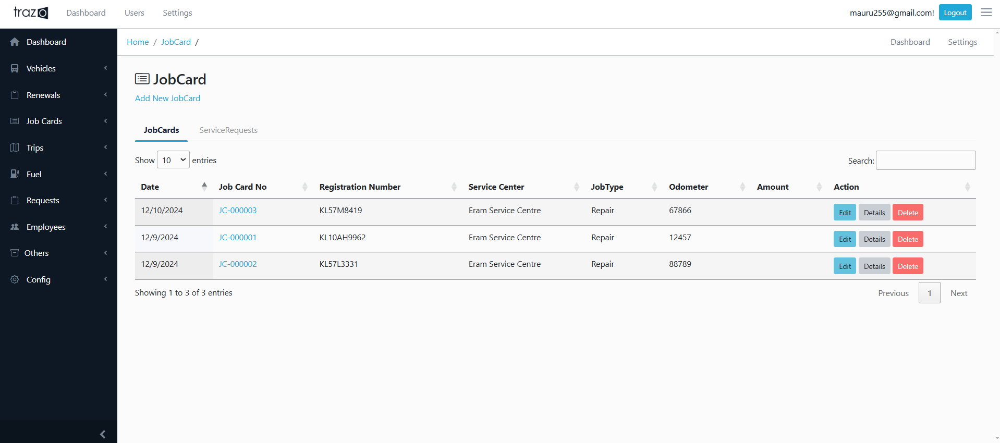 trazo Dashboard Users Settings mauru255@gmail.com! Logout
Dashboard
Vehicles
Renewals
Job Cards
Trips
Fuel
Requests
Employees
Others
Config
Home / JobCard / Dashboard Settings
JobCard
Add New JobCard
JobCards ServiceRequests
Show 10 entries Search:
Date Job Card No Registration Number Service Center JobType Odometer Amount Action
12/10/2024 JC-000003 KL57M8419 Eram Service Centre Repair 67866 Edit Details Delete
12/9/2024 JC-000001 KL10AH9962 Eram Service Centre Repair 12457 Edit Details Delete
12/9/2024 JC-000002 KL57L3331 Eram Service Centre Repair 88789 Edit Details Delete
Showing 1 to 3 of 3 entries Previous 1 Next